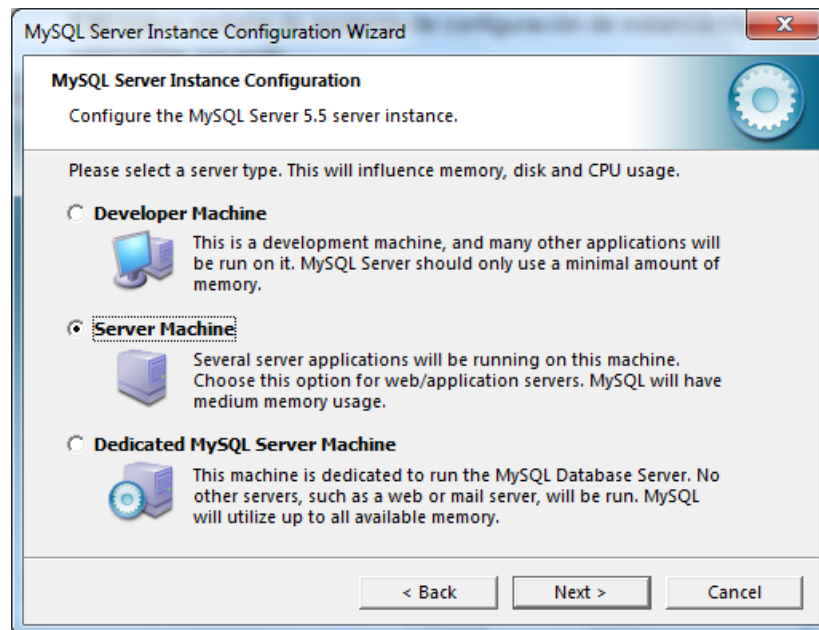 MySQL Server Instance Configuration Wizard
MySQL Server Instance Configuration
Configure the MySQL Server 5.5 server instance.
Please select a server type. This will influence memory, disk and CPU usage.
Developer Machine
This is a development machine, and many other applications will
be run on it. MySQL Server should only use a minimal amount of
memory.
Server Machine
Several server applications will be running on this machine.
Choose this option for web/application servers. MySQL will have
medium memory usage.
Dedicated MySQL Server Machine
This machine is dedicated to run the MySQL Database Server. No
other servers, such as a web or mail server, will be run. MySQL
will utilize up to all available memory.
< Back Next > Cancel